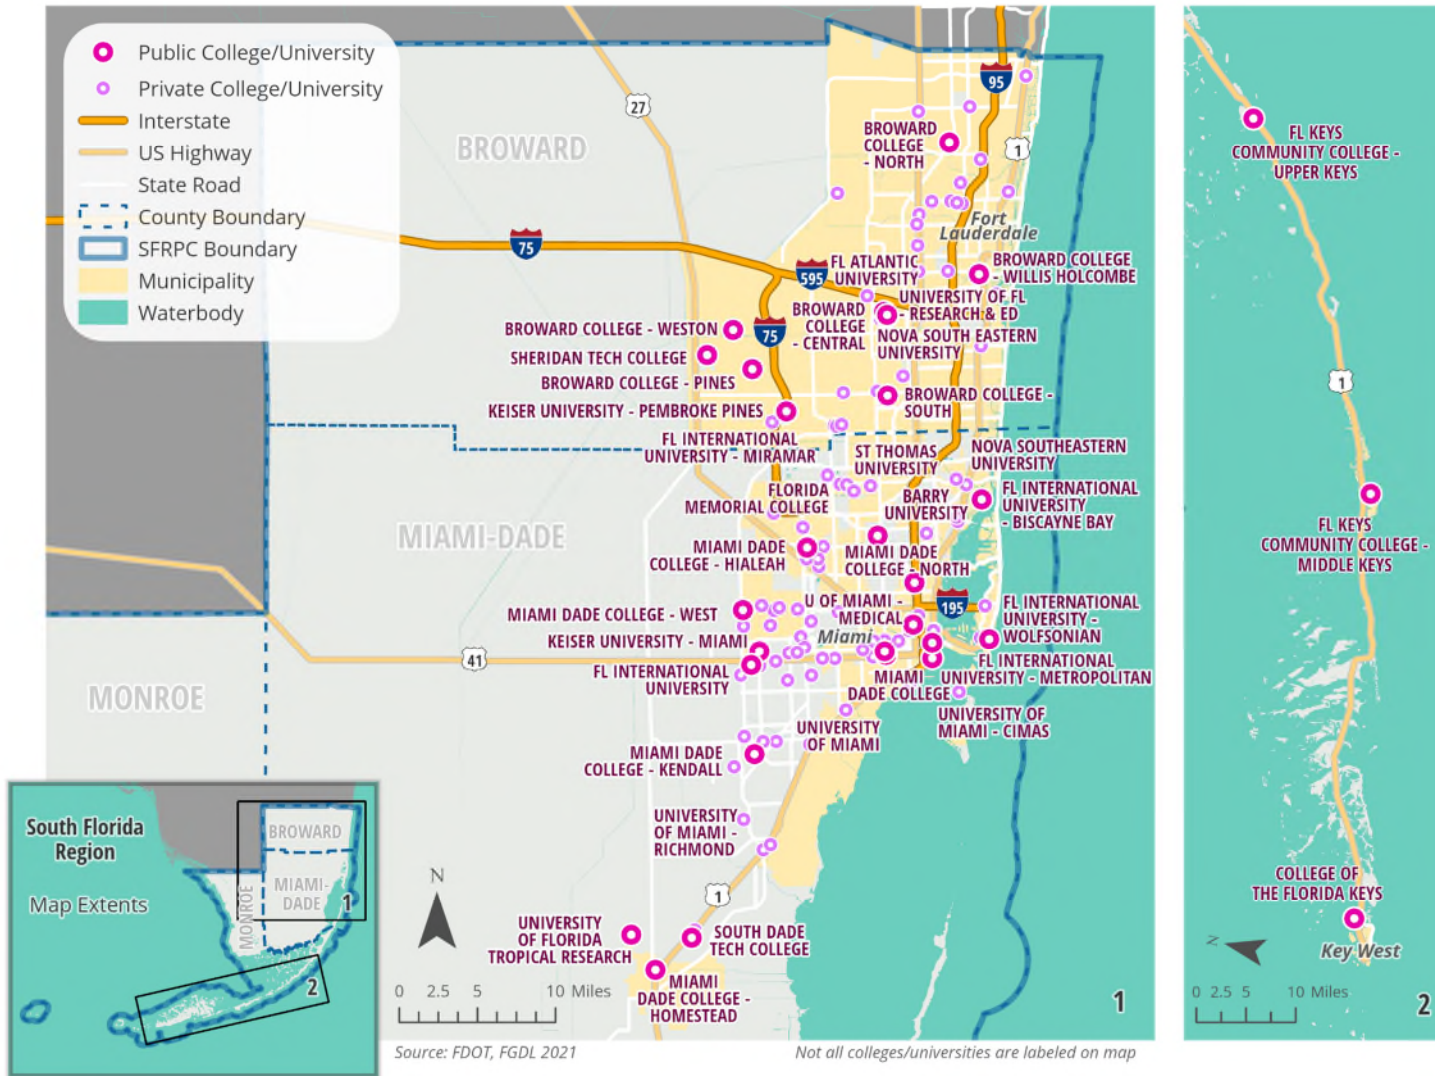 Public College/University
Private College/University
Interstate
US Highway
State Road
County Boundary
SFRPC Boundary
Municipality
Waterbody
BROWARD
MIAMI-DADE
MONROE
27
95
1
75
595
75
195
41
1
BROWARD
COLLEGE
- NORTH
Fort
Lauderdale
FL ATLANTIC
UNIVERSITY
BROWARD COLLEGE
- WILLIS HOLCOMBE
UNIVERSITY OF FL
- RESEARCH & ED
BROWARD
COLLEGE
- CENTRAL
NOVA SOUTH EASTERN
UNIVERSITY
BROWARD COLLEGE - WESTON
SHERIDAN TECH COLLEGE
BROWARD COLLEGE - PINES
BROWARD COLLEGE -
SOUTH
KEISER UNIVERSITY - PEMBROKE PINES
FL INTERNATIONAL
UNIVERSITY - MIRAMAR
ST THOMAS
UNIVERSITY
NOVA SOUTHEASTERN
UNIVERSITY
FLORIDA
MEMORIAL COLLEGE
BARRY
UNIVERSITY
FL INTERNATIONAL
UNIVERSITY
- BISCAYNE BAY
MIAMI DADE
COLLEGE - HIALEAH
MIAMI DADE
COLLEGE - NORTH
MIAMI DADE COLLEGE - WEST
U OF MIAMI -
MEDICAL
FL INTERNATIONAL
UNIVERSITY -
WOLFSONIAN
KEISER UNIVERSITY - MIAMI
Miami
FL INTERNATIONAL
UNIVERSITY
MIAMI
DADE COLLEGE
FL INTERNATIONAL
UNIVERSITY - METROPOLITAN
UNIVERSITY
OF MIAMI
UNIVERSITY OF
MIAMI - CIMAS
MIAMI DADE
COLLEGE - KENDALL
UNIVERSITY
OF MIAMI -
RICHMOND
UNIVERSITY
OF FLORIDA
TROPICAL RESEARCH
SOUTH DADE
TECH COLLEGE
MIAMI
DADE COLLEGE -
HOMESTEAD
N
0 2.5 5 10 Miles
1
Source: FDOT, FGDL 2021
Not all colleges/universities are labeled on map
South Florida
Region
Map Extents
BROWARD
MIAMI-
DADE
MONROE
1
2
FL KEYS
COMMUNITY COLLEGE -
UPPER KEYS
1
FL KEYS
COMMUNITY COLLEGE -
MIDDLE KEYS
COLLEGE OF
THE FLORIDA KEYS
Key West
N
0 2.5 5 10 Miles
2